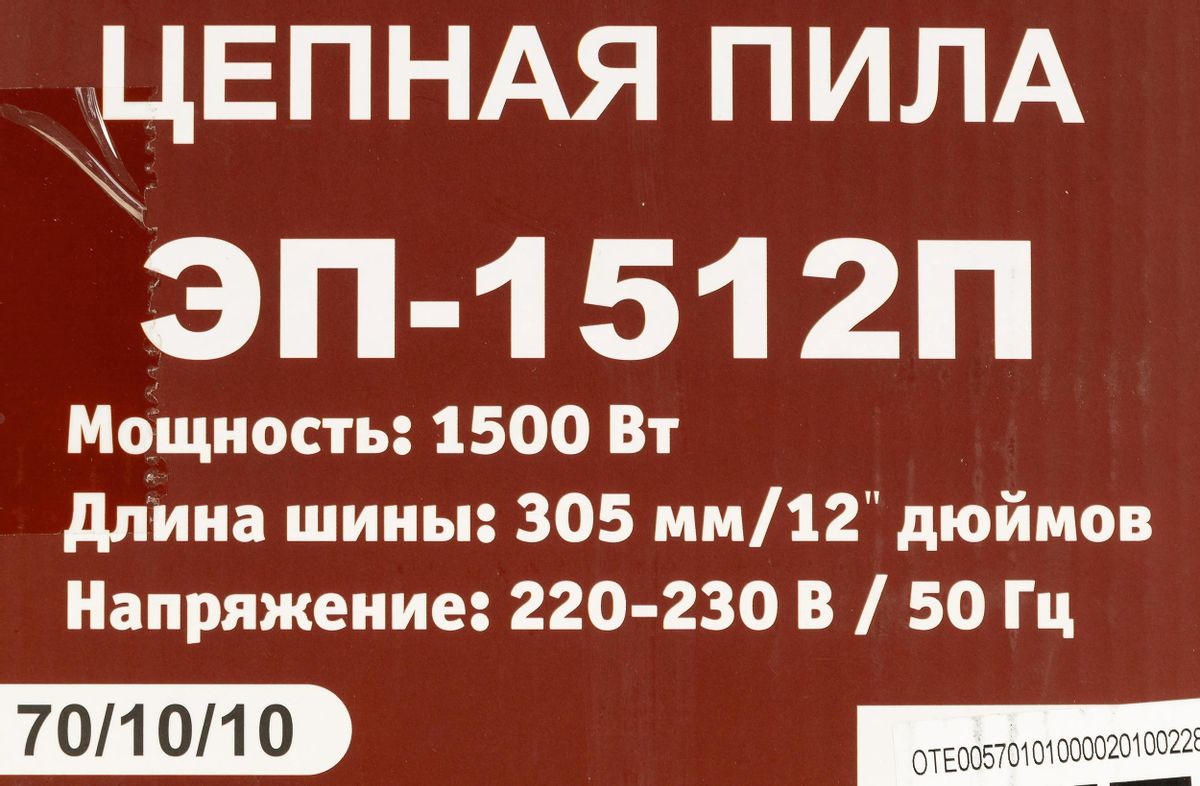 ЦЕПНАЯ ПИЛА
ЭП-1512П
Мощность: 1500 Вт
Длина шины: 305 мм/12" дюймов
Напряжение: 220-230 В / 50 Гц
70/10/10
OTE00570101000020100228